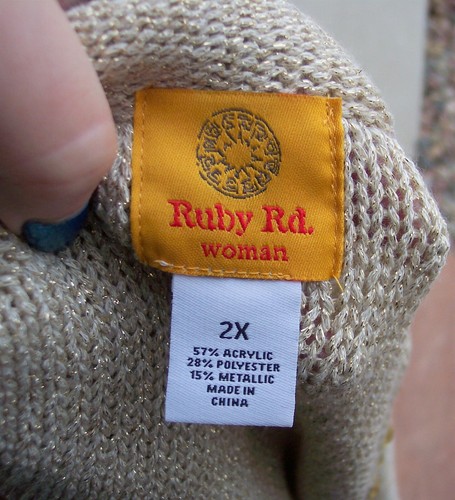 Ruby Rd.
woman
2X
57% ACRYLIC
28% POLYESTER
15% METALLIC
MADE IN
CHINA